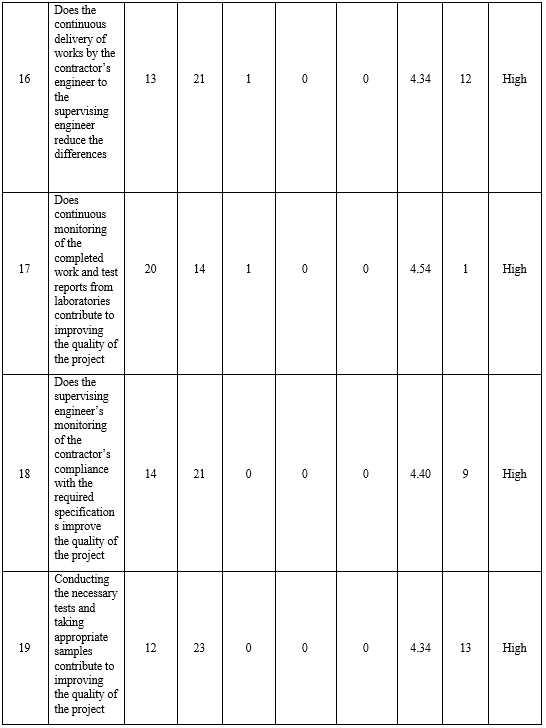 16
Does the
continuous
delivery of
works by the
contractor's
engineer to
the
supervising
engineer
reduce the
differences
13 21 1 0 0 4.34 12 High
17
Does
continuous
monitoring
of the
completed
work and test
reports from
laboratories
contribute to
improving
the quality of
the project
20 14 1 0 0 4.54 1 High
18
Does the
supervising
engineer's
monitoring
of the
contractor's
compliance
with the
required
specification
s improve
the quality of
the project
14 21 0 0 0 4.40 9 High
19
Conducting
the necessary
tests and
taking
appropriate
samples
contribute to
improving
the quality of
the project
12 23 0 0 0 4.34 13 High